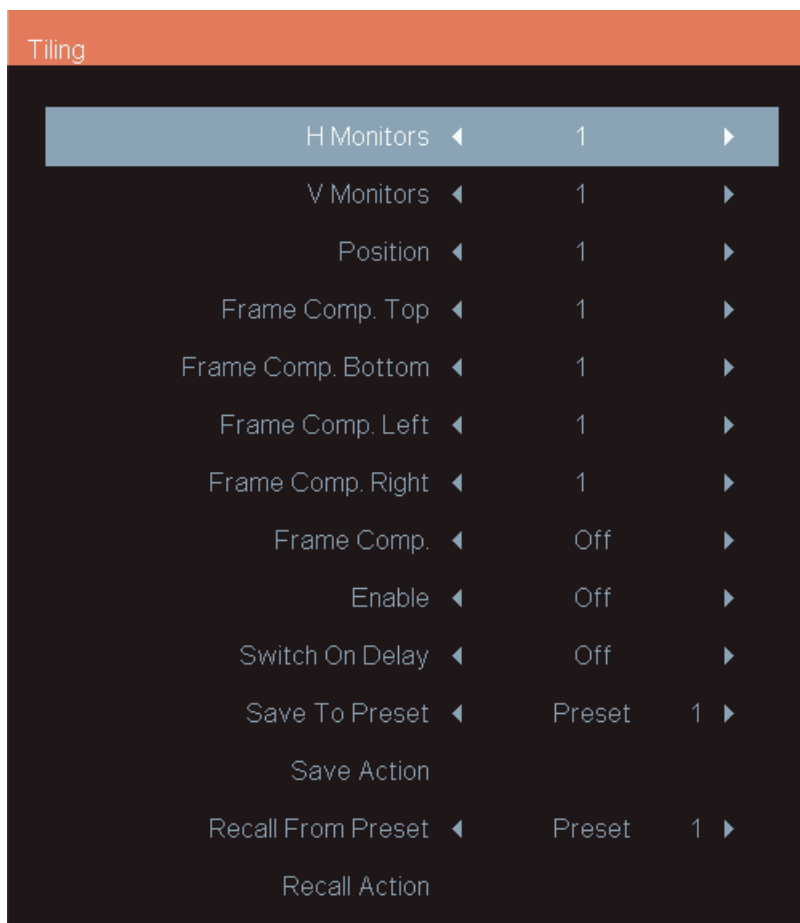 Tiling
H Monitors 1
V Monitors 1
Position 1
Frame Comp. Top 1
Frame Comp. Bottom 1
Frame Comp. Left 1
Frame Comp. Right 1
Frame Comp. Off
Enable Off
Switch On Delay Off
Save To Preset Preset 1
Save Action
Recall From Preset Preset 1
Recall Action